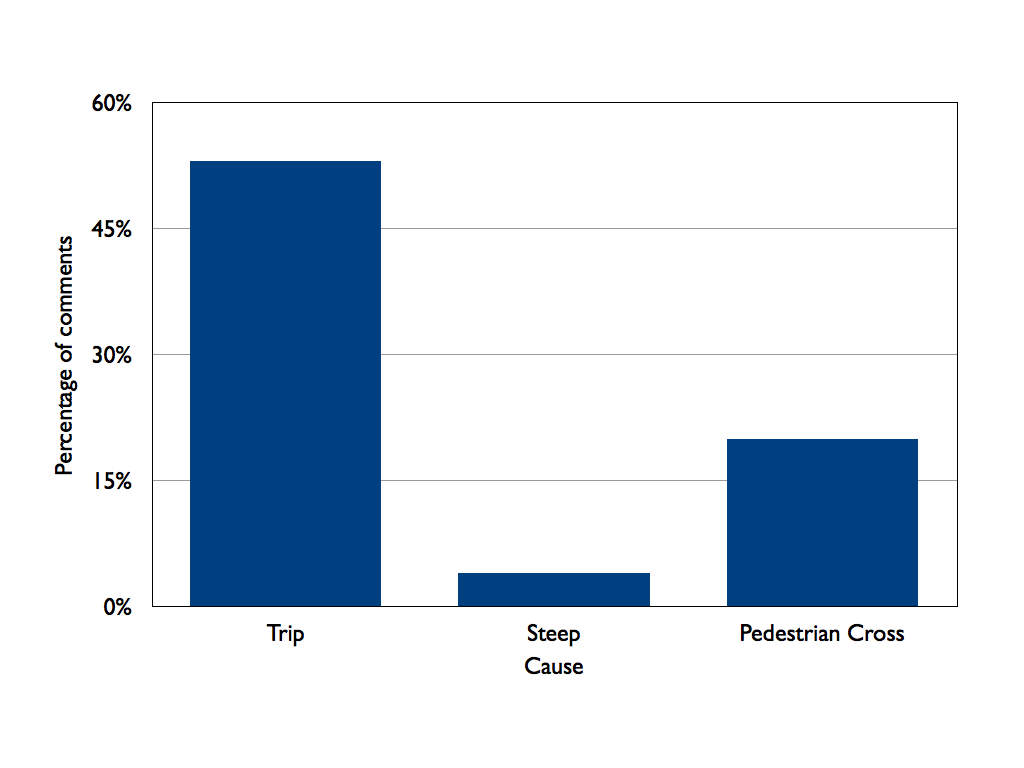 60%
45%
30%
15%
0%
Percentage of comments
Trip
Steep
Pedestrian Cross
Cause